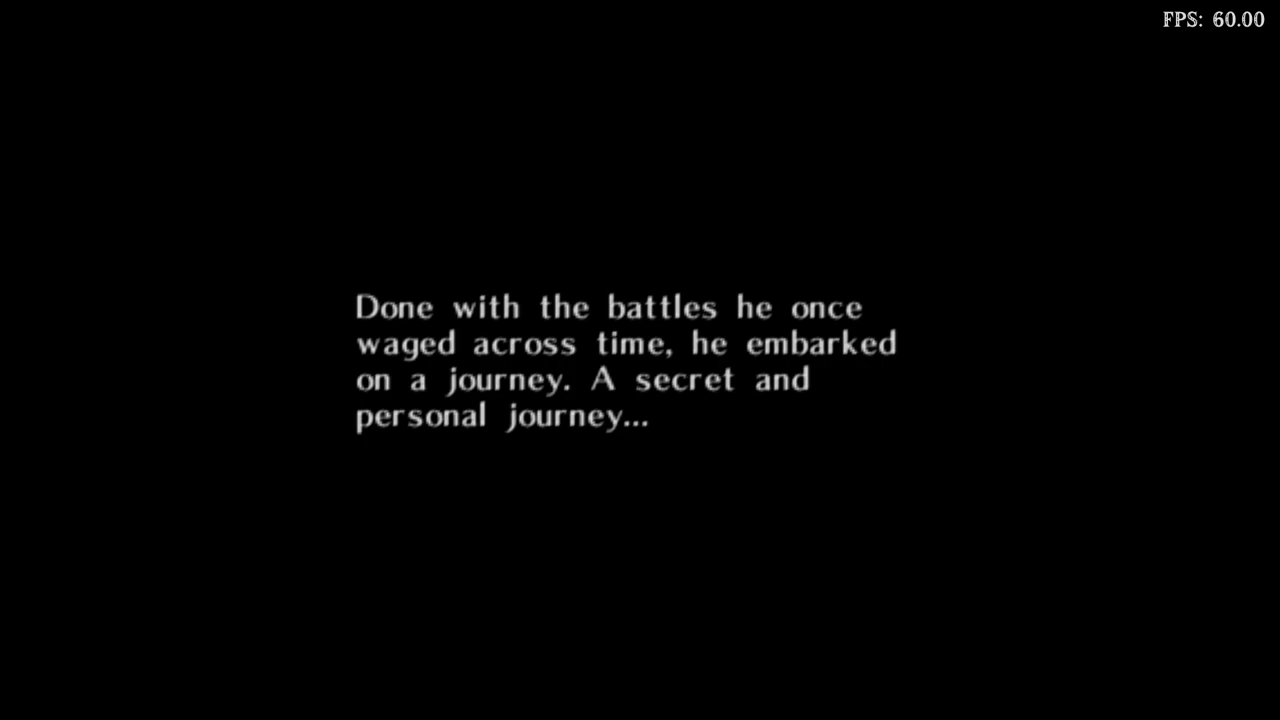 FPS: 60.00
Done with the battles he once
waged across time, he embarked
on a journey. A secret and
personal journey...